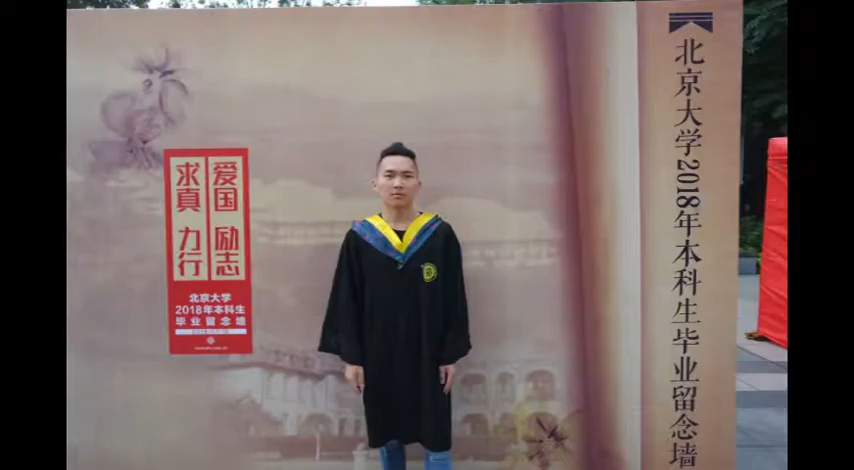 爱国 励志
求真 力行
北京大学
2018年本科生
毕业留念墙
北京大学2018年本科生毕业留念墙